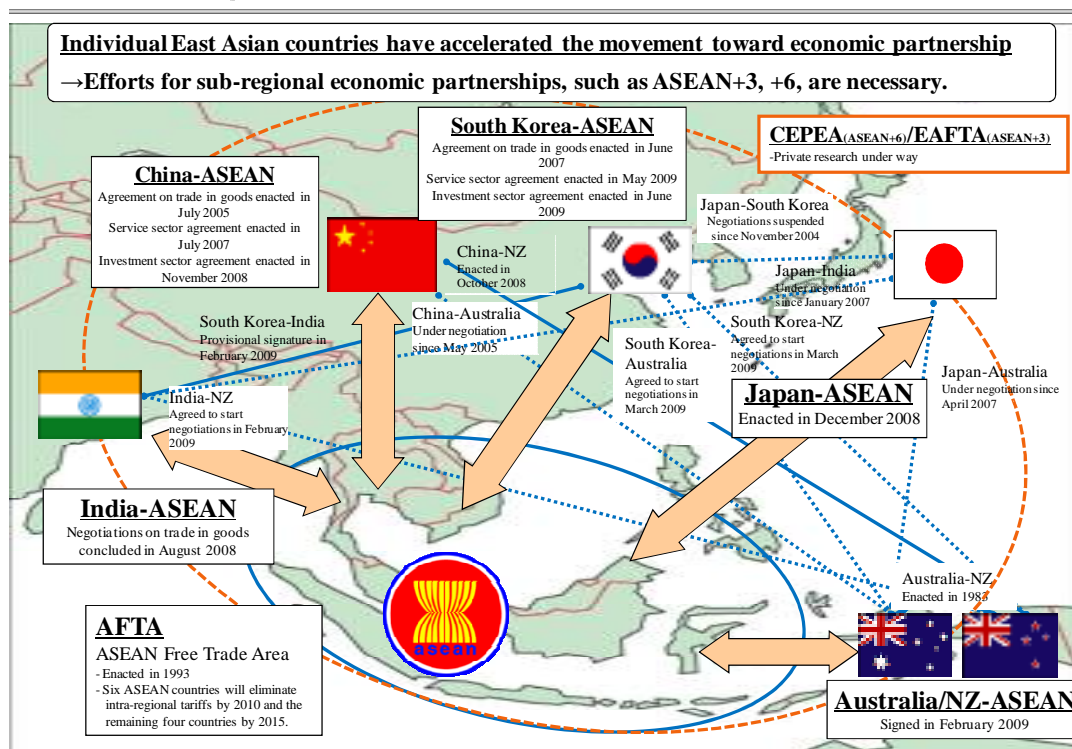 Individual East Asian countries have accelerated the movement toward economic partnership
→Efforts for sub-regional economic partnerships, such as ASEAN+3, +6, are necessary.
South Korea-ASEAN
Agreement on trade in goods enacted in June
2007
Service sector agreement enacted in May 2009
Investment sector agreement enacted in June
2009
CEPEA(ASEAN+6)/EAFTA(ASEAN+3)
-Private research under way
China-ASEAN
Agreement on trade in goods enacted in
July 2005
Service sector agreement enacted in
July 2007
Investment sector agreement enacted in
November 2008
Japan-South Korea
Negotiations suspended
since November 2004
China-NZ
Enacted in
October 2008
Japan-India
Under negotiation
since January 2007
China-Australia
Under negotiation
since May 2005
South Korea-India
Provisional signature in
February 2009
South Korea-NZ
Agreed to start
negotiations in March
2009
South Korea-
Australia
Agreed to start
negotiations in
March 2009
Japan-Australia
Under negotiation since
April 2007
India-NZ
Agreed to start
negotiations in February
2009
Japan-ASEAN
Enacted in December 2008
India-ASEAN
Negotiations on trade in goods
concluded in August 2008
Australia-NZ
Enacted in 1983
asean
AFTA
ASEAN Free Trade Area
- Enacted in 1993
- Six ASEAN countries will eliminate
intra-regional tariffs by 2010 and the
remaining four countries by 2015.
Australia/NZ-ASEAN
Signed in February 2009